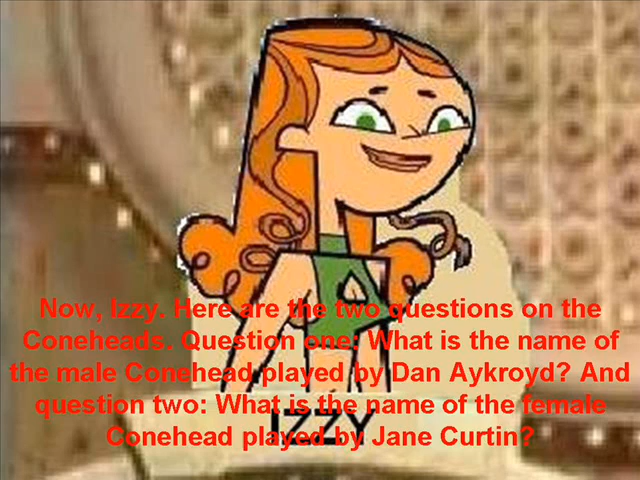 Now, Izzy. Here are the two questions on the
Coneheads. Question one: What is the name of
the male Conehead played by Dan Aykroyd? And
question two: What is the name of the female
IZZY
Conehead played by Jane Curtin?